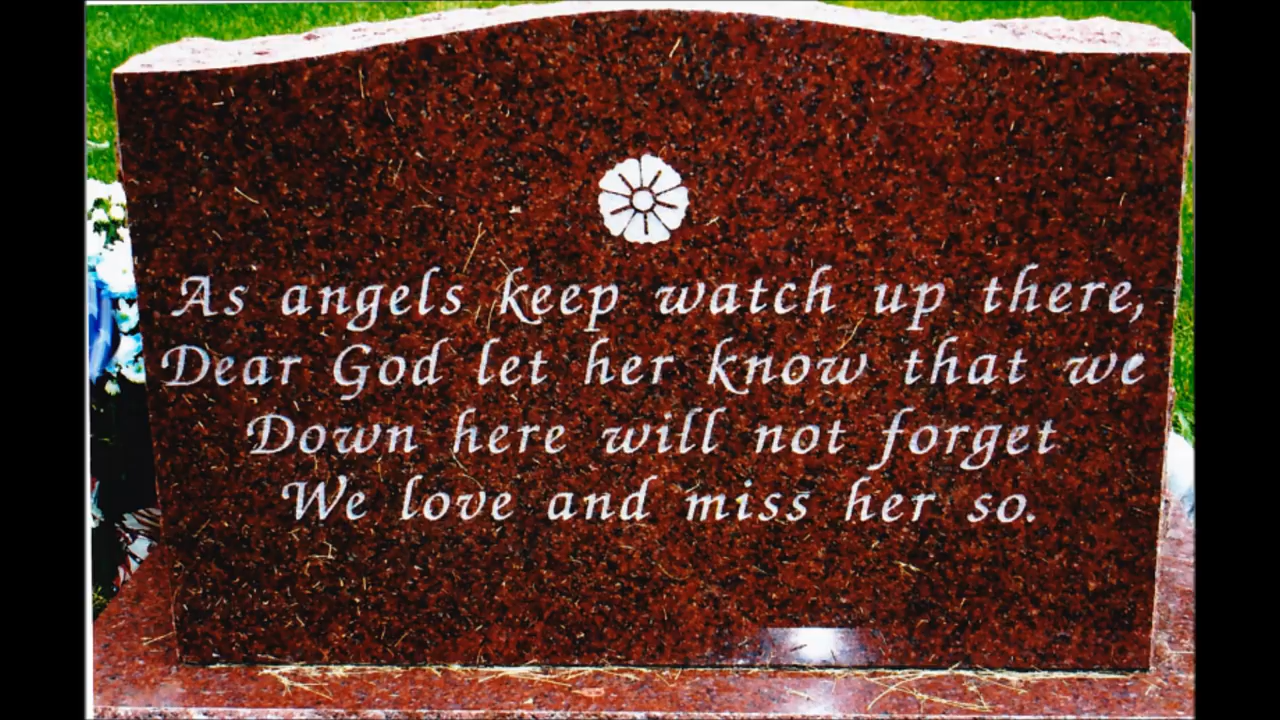 As angels keep watch up there,
Dear God let her know that we
Down here will not forget
We love and miss her so.